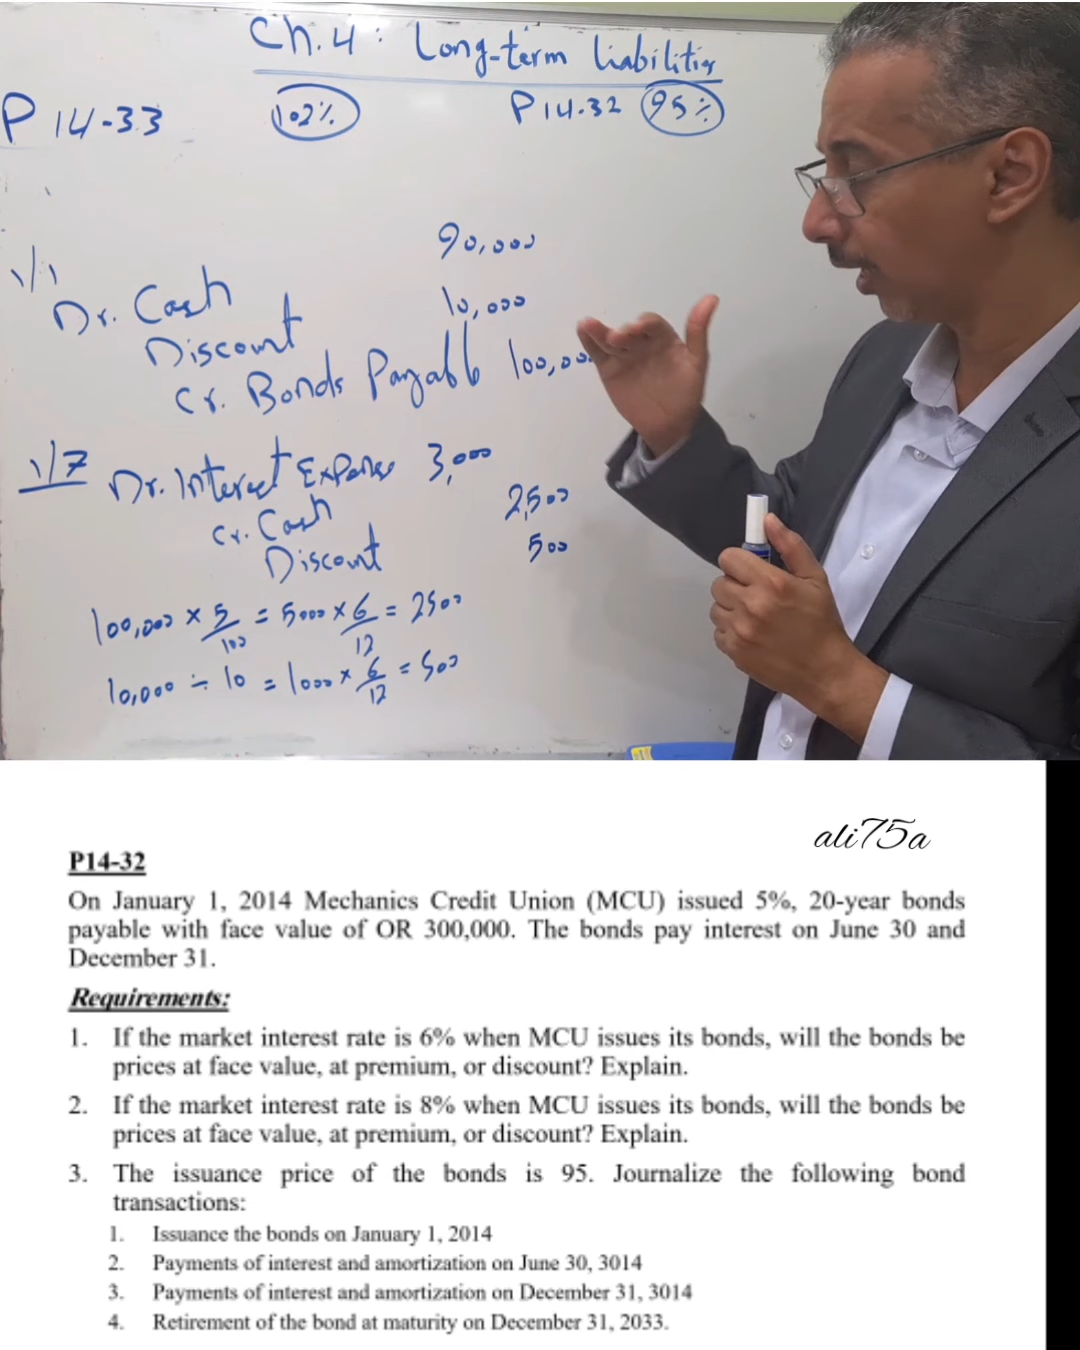 Ch.4: Long-term liabilities
P 14-33 102% P14.32 95%
1/1
90,000
Dr. Cash
10,000
Discount
Cr. Bonds Payable 100,000
1/7 Dr. Interest Expense 3,000
Cr. Cash 2,500
Discount 500
100,000 × 5/100 = 5000 × 6/12 = 2500
10,000 ÷ 10 = 1000 × 6/12 = 500
ali75a
P14-32
On January 1, 2014 Mechanics Credit Union (MCU) issued 5%, 20-year bonds
payable with face value of OR 300,000. The bonds pay interest on June 30 and
December 31.
Requirements:
1. If the market interest rate is 6% when MCU issues its bonds, will the bonds be
prices at face value, at premium, or discount? Explain.
2. If the market interest rate is 8% when MCU issues its bonds, will the bonds be
prices at face value, at premium, or discount? Explain.
3. The issuance price of the bonds is 95. Journalize the following bond
transactions:
1. Issuance the bonds on January 1, 2014
2. Payments of interest and amortization on June 30, 3014
3. Payments of interest and amortization on December 31, 3014
4. Retirement of the bond at maturity on December 31, 2033.